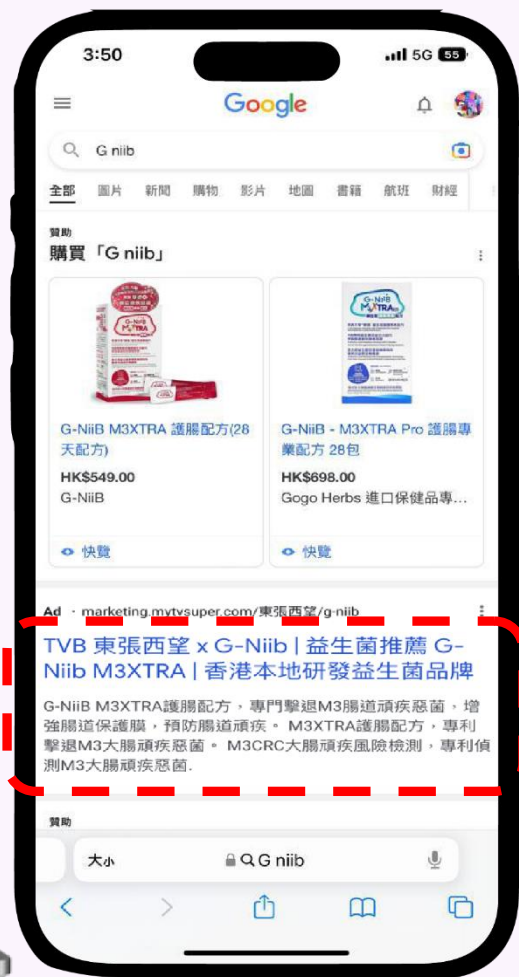 3:50
5G 55
Google
G niib
全部 圖片 新聞 購物 影片 地圖 書籍 航班 財經
贊助
購買「G niib」
G-NiiB
M3XTRA
G-NiiB
M3XTRA
G-NiiB M3XTRA 護腸配方(28
天配方)
HK$549.00
G-NiiB
快覽
G-NiiB - M3XTRA Pro 護腸專
業配方 28包
HK$698.00
Gogo Herbs 進口保健品專...
快覽
Ad · marketing.mytvsuper.com/東張西望/g-niib
TVB 東張西望 x G-Niib | 益生菌推薦 G-
Niib M3XTRA | 香港本地研發益生菌品牌
G-NiiB M3XTRA護腸配方，專門擊退M3腸道頑疾惡菌，增
強腸道保護膜，預防腸道頑疾。 M3XTRA護腸配方，專利
擊退M3大腸頑疾惡菌。 M3CRC大腸頑疾風險檢測，專利偵
測M3大腸頑疾惡菌.
贊助
大小 G niib